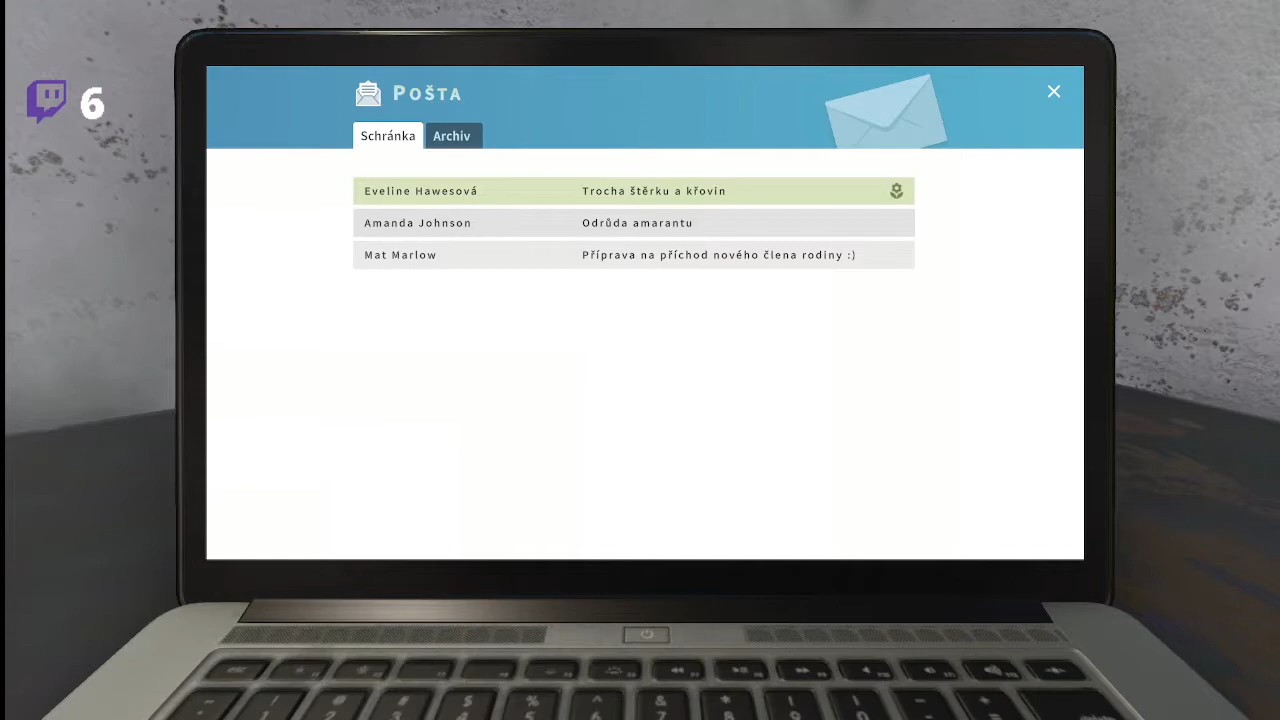 6
Pošta
Schránka Archiv
Eveline Hawesová Trocha štěrku a křovin
Amanda Johnson Odrůda amarantu
Mat Marlow Příprava na příchod nového člena rodiny :)